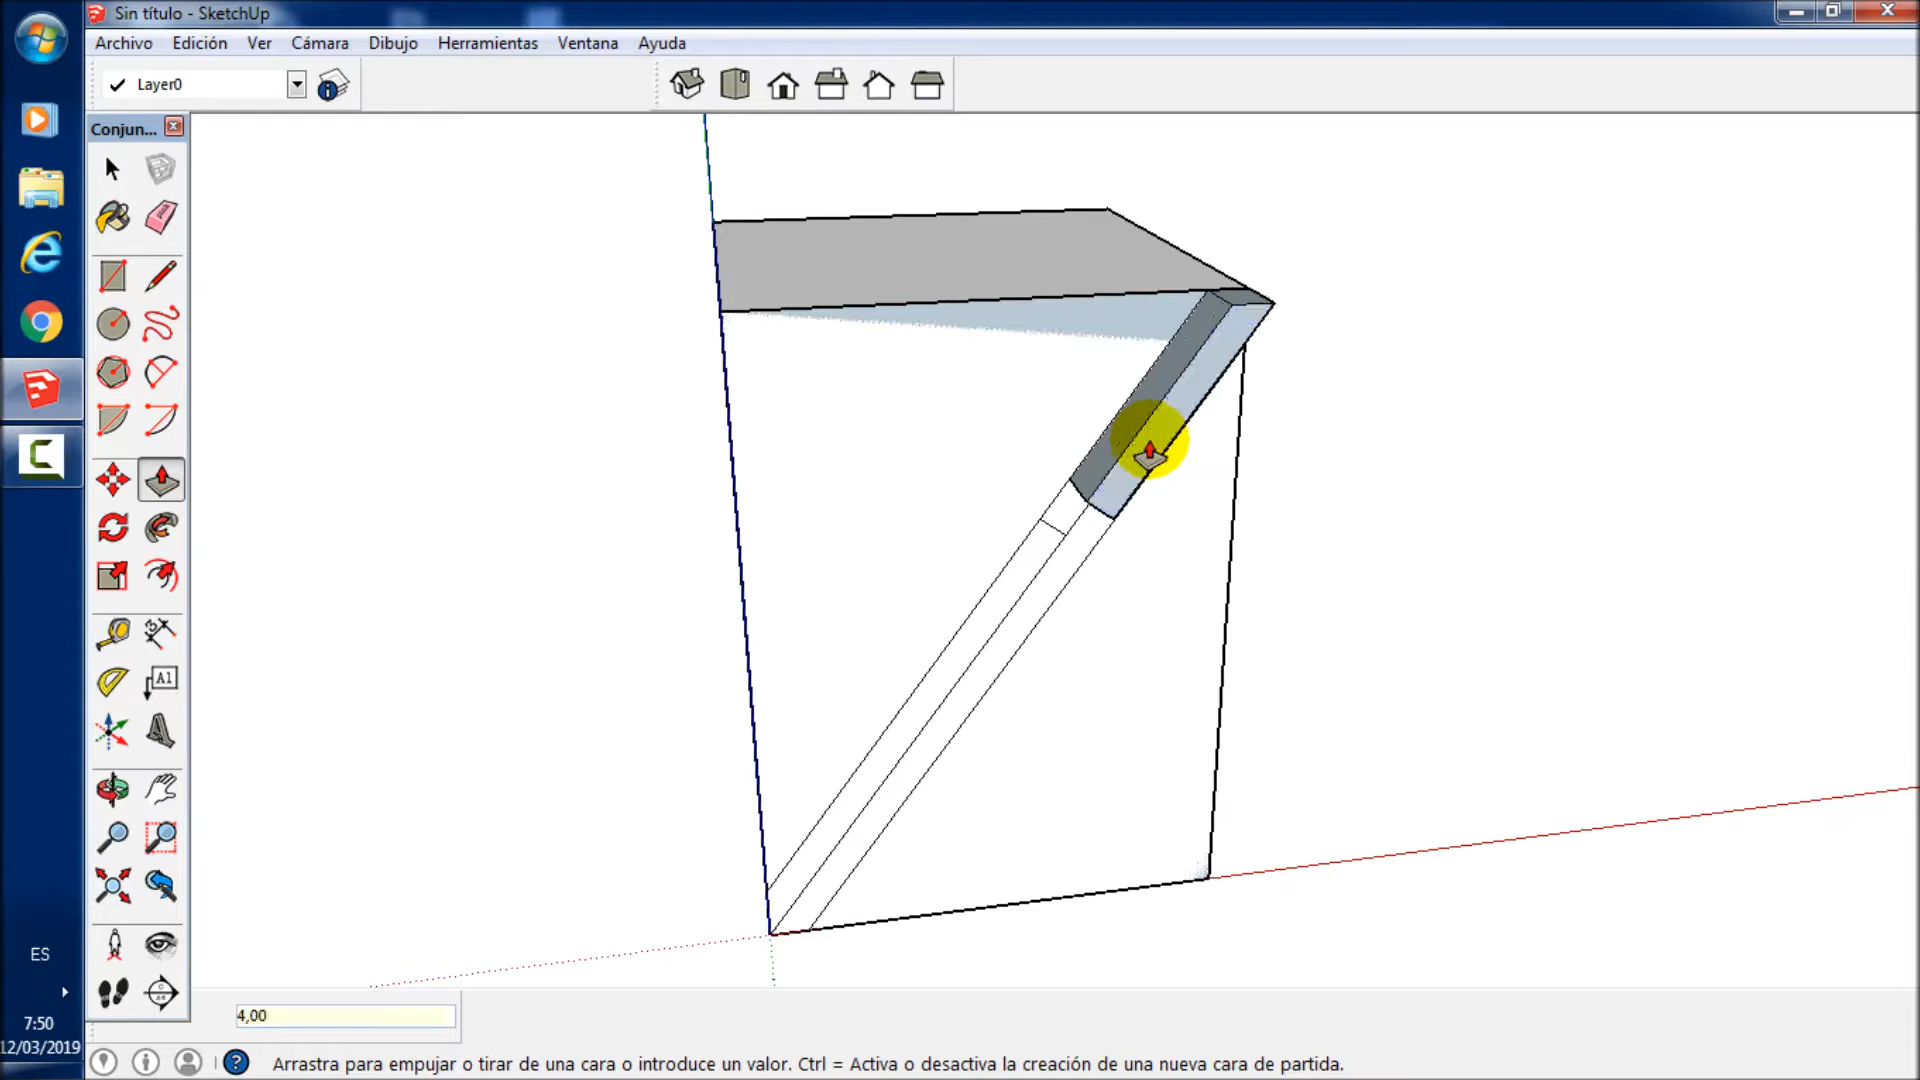 Sin título - SketchUp
Archivo Edición Ver Cámara Dibujo Herramientas Ventana Ayuda
Layer0
Conjun...
A1
ES
7:50
12/03/2019
4,00
Arrastra para empujar o tirar de una cara o introduce un valor. Ctrl = Activa o desactiva la creación de una nueva cara de partida.